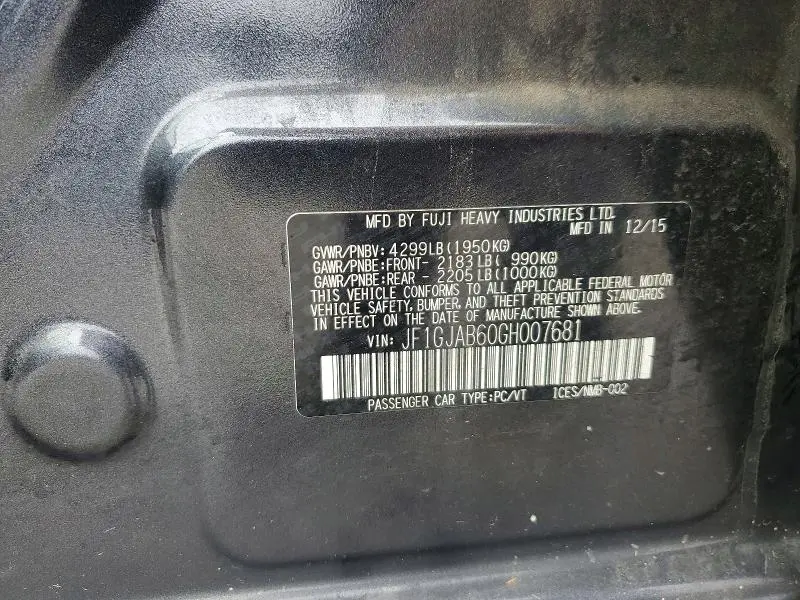 MFD BY FUJI HEAVY INDUSTRIES LTD.
MFD IN 12/15
GVWR/PNBV: 4299LB(1950KG)
GAWR/PNBE:FRONT- 2183LB( 990KG)
GAWR/PNBE:REAR - 2205LB(1000KG)
THIS VEHICLE CONFORMS TO ALL APPLICABLE FEDERAL MOTOR
VEHICLE SAFETY, BUMPER, AND THEFT PREVENTION STANDARDS
IN EFFECT ON THE DATE OF MANUFACTURE SHOWN ABOVE.
VIN: JF1GJAB60GH007681
PASSENGER CAR TYPE:PC/VT 1CES/NMB-002